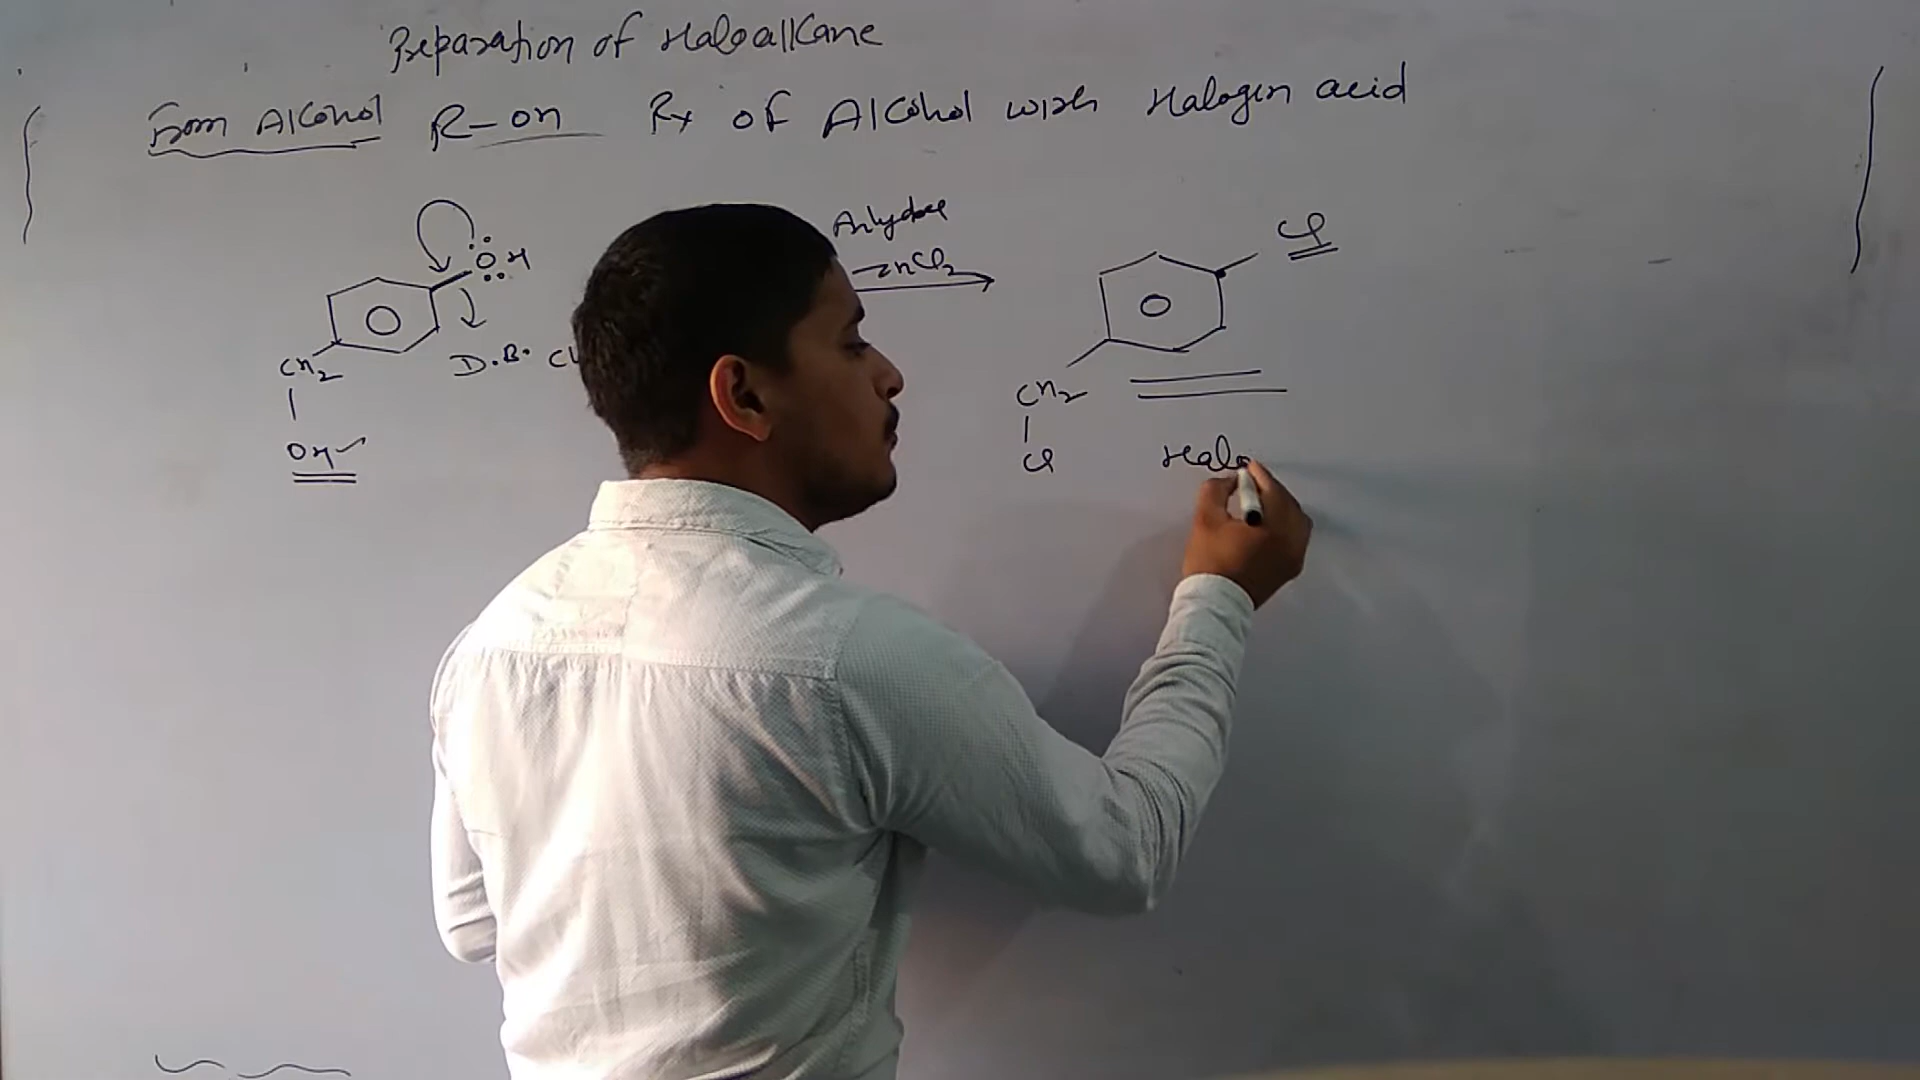 Preparation of Haloalkane
From Alcohol R-OH Rx of Alcohol with Halogen acid
Anhydrous
ZnCl2
Cl
OH
CH2
D.B. C
OH
CH2
Cl
Halo